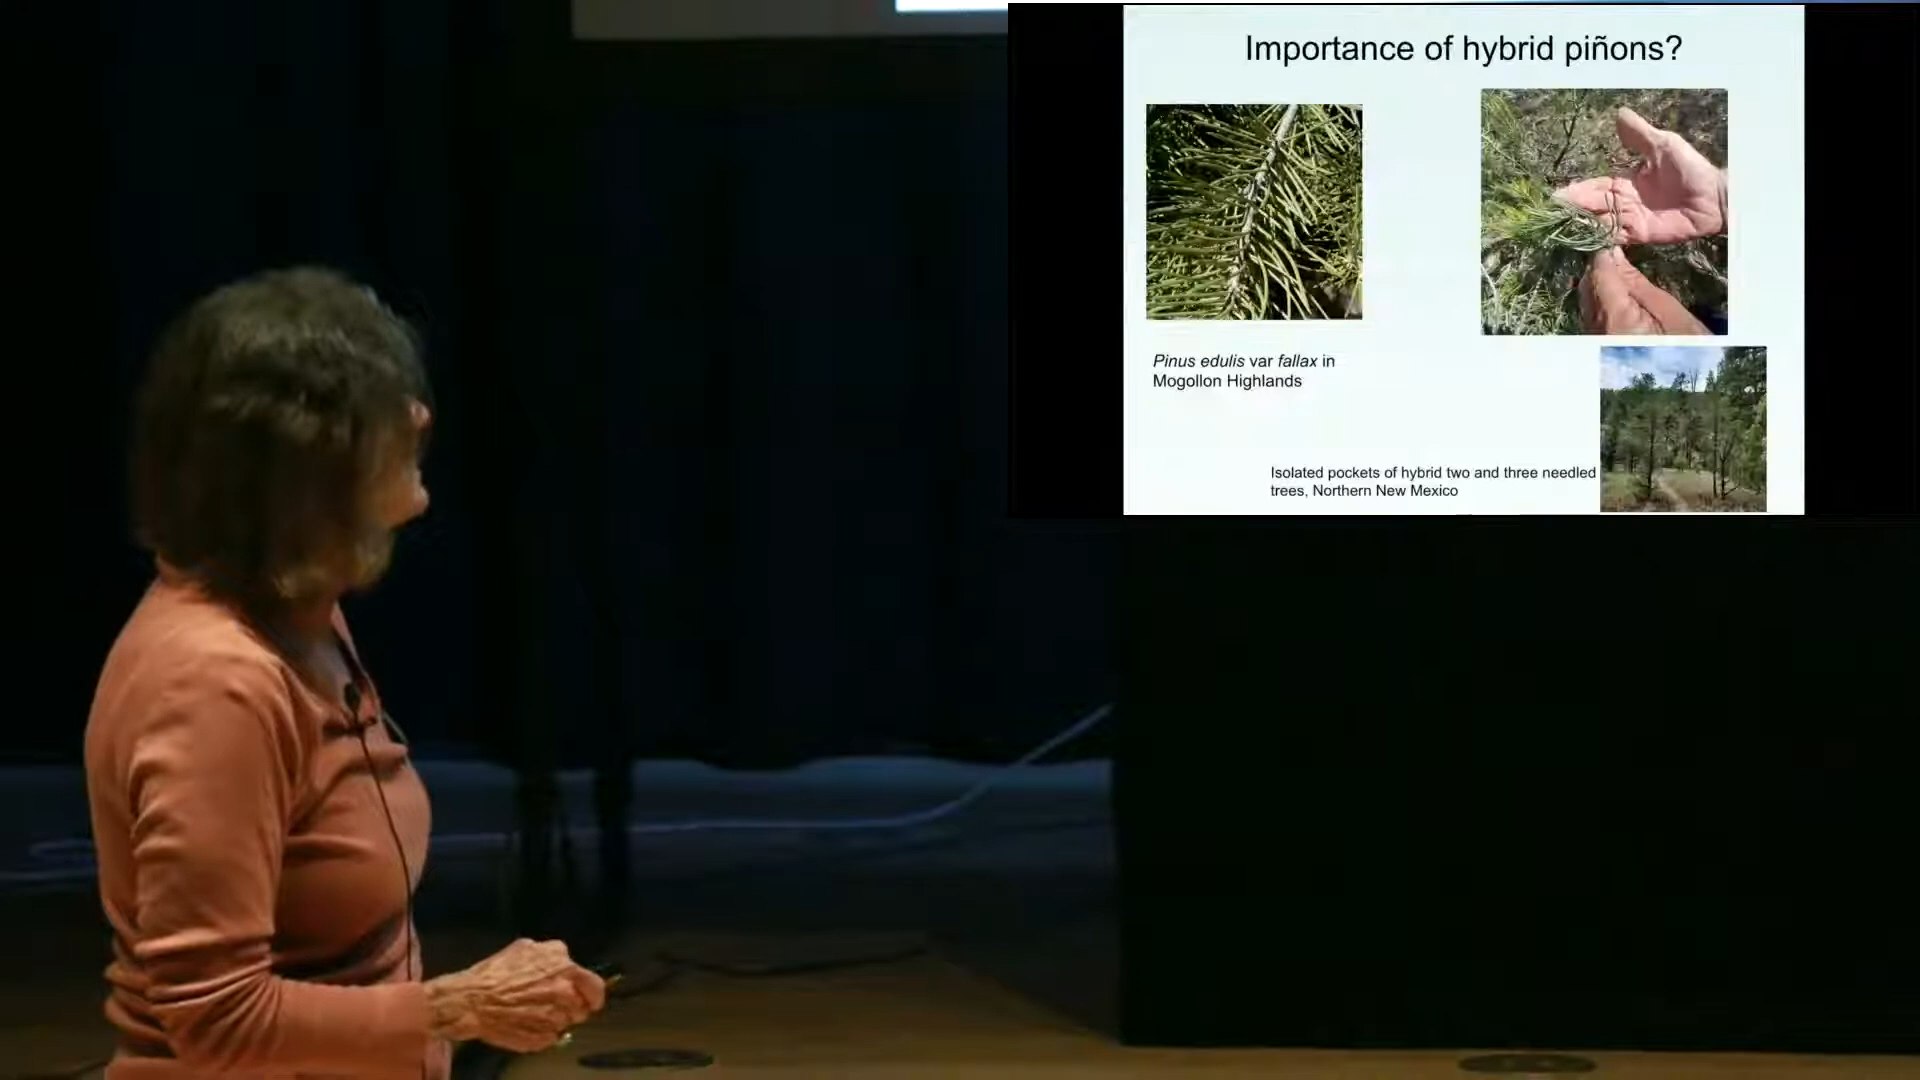 Importance of hybrid piñons?
Pinus edulis var fallax in
Mogollon Highlands
Isolated pockets of hybrid two and three needled
trees, Northern New Mexico